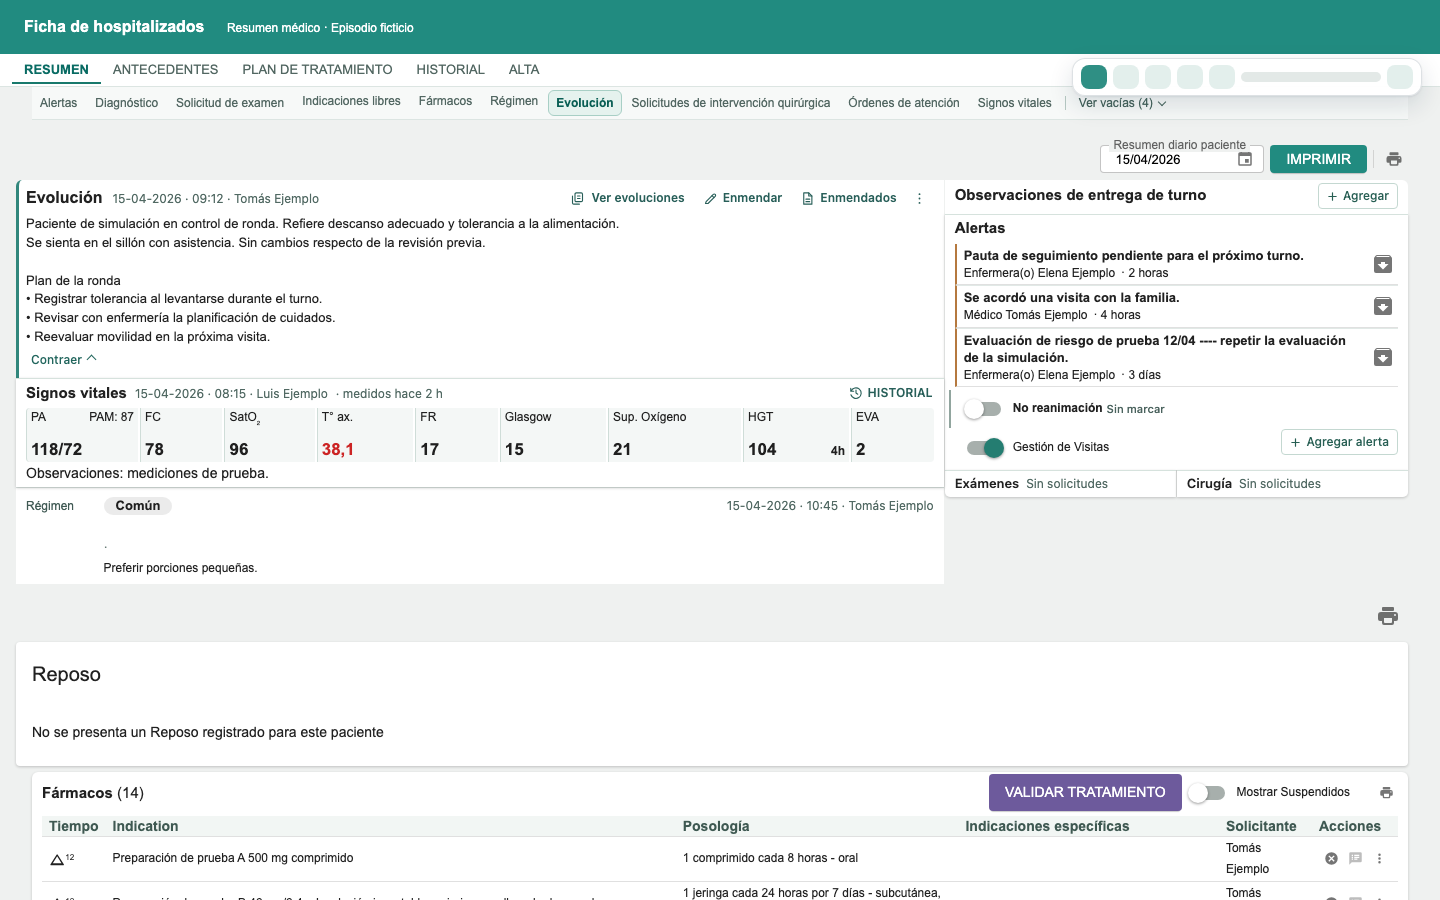 Ficha de hospitalizados Resumen médico · Episodio ficticio
RESUMEN ANTECEDENTES PLAN DE TRATAMIENTO HISTORIAL ALTA
Alertas Diagnóstico Solicitud de examen Indicaciones libres Fármacos Régimen Evolución Solicitudes de intervención quirúrgica Órdenes de atención Signos vitales Ver vacías (4)
Resumen diario paciente
15/04/2026 IMPRIMIR
Evolución 15-04-2026 · 09:12 · Tomás Ejemplo Ver evoluciones Enmendar Enmendados
Paciente de simulación en control de ronda. Refiere descanso adecuado y tolerancia a la alimentación.
Se sienta en el sillón con asistencia. Sin cambios respecto de la revisión previa.
Plan de la ronda
• Registrar tolerancia al levantarse durante el turno.
• Revisar con enfermería la planificación de cuidados.
• Reevaluar movilidad en la próxima visita.
Contraer
Signos vitales 15-04-2026 · 08:15 · Luis Ejemplo · medidos hace 2 h HISTORIAL
PA PAM: 87 FC SatO2 T° ax. FR Glasgow Sup. Oxígeno HGT EVA
118/72 78 96 38,1 17 15 21 104 4h 2
Observaciones: mediciones de prueba.
Régimen Común 15-04-2026 · 10:45 · Tomás Ejemplo
.
Preferir porciones pequeñas.
Observaciones de entrega de turno + Agregar
Alertas
Pauta de seguimiento pendiente para el próximo turno.
Enfermera(o) Elena Ejemplo · 2 horas
Se acordó una visita con la familia.
Médico Tomás Ejemplo · 4 horas
Evaluación de riesgo de prueba 12/04 ---- repetir la evaluación
de la simulación.
Enfermera(o) Elena Ejemplo · 3 días
No reanimación Sin marcar
Gestión de Visitas + Agregar alerta
Exámenes Sin solicitudes Cirugía Sin solicitudes
Reposo
No se presenta un Reposo registrado para este paciente
Fármacos (14) VALIDAR TRATAMIENTO Mostrar Suspendidos
Tiempo Indication Posología Indicaciones específicas Solicitante Acciones
12 Preparación de prueba A 500 mg comprimido 1 comprimido cada 8 horas - oral Tomás
Ejemplo
1 jeringa cada 24 horas por 7 días - subcutánea, Tomás